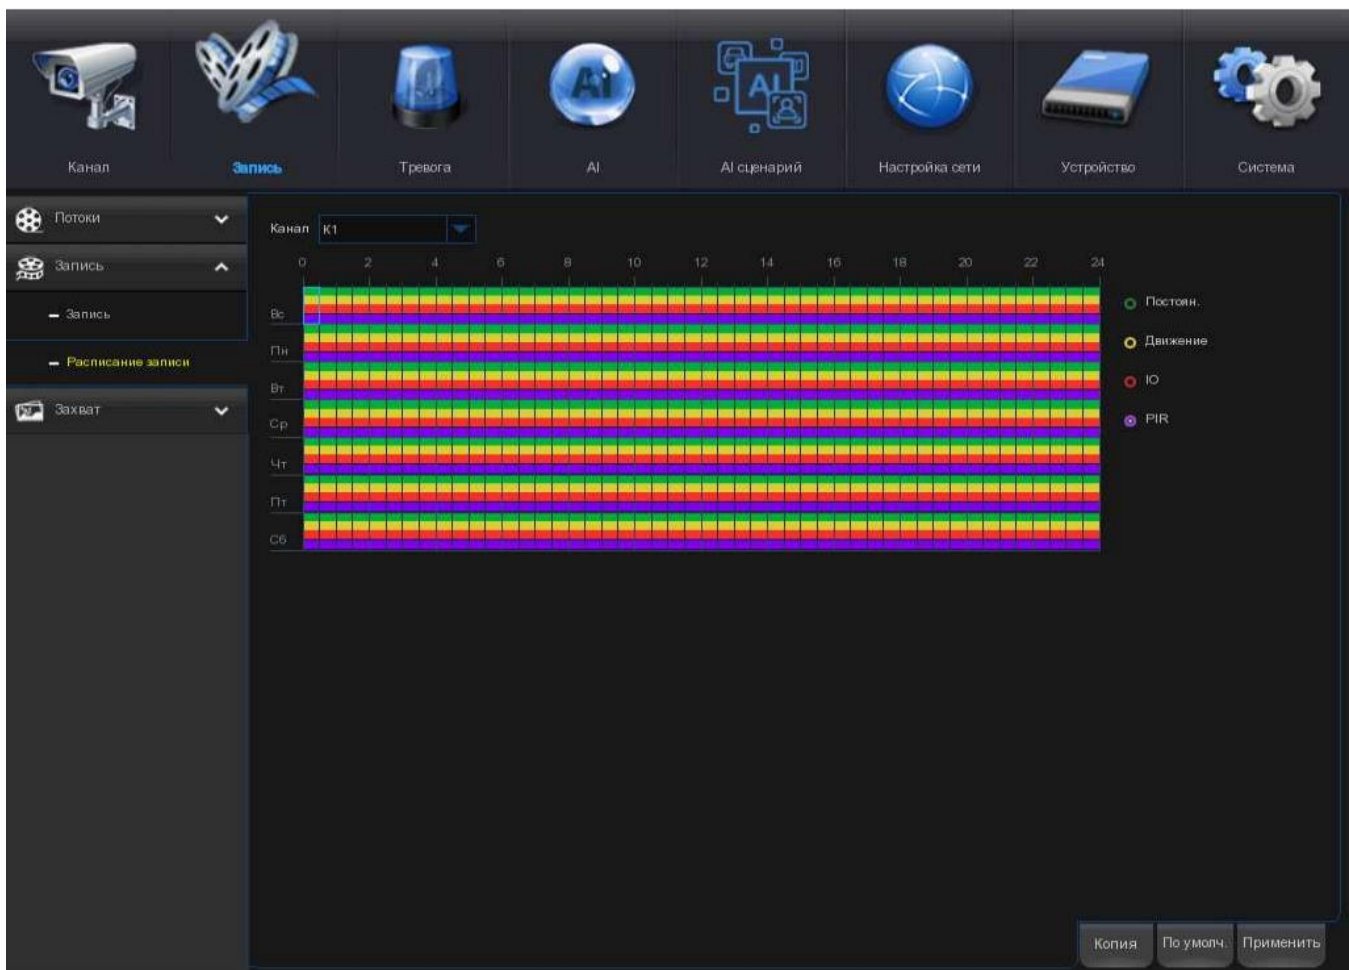 Канал Запись Тревога AI AI сценарий Настройка сети Устройство Система
Потоки
Запись
Запись
Расписание записи
Захват
Канал K1
0 2 4 6 8 10 12 14 16 18 20 22 24
Вс
Пн
Вт
Ср
Чт
Пт
Сб
Постоян.
Движение
IO
PIR
Копия По умолч. Применить